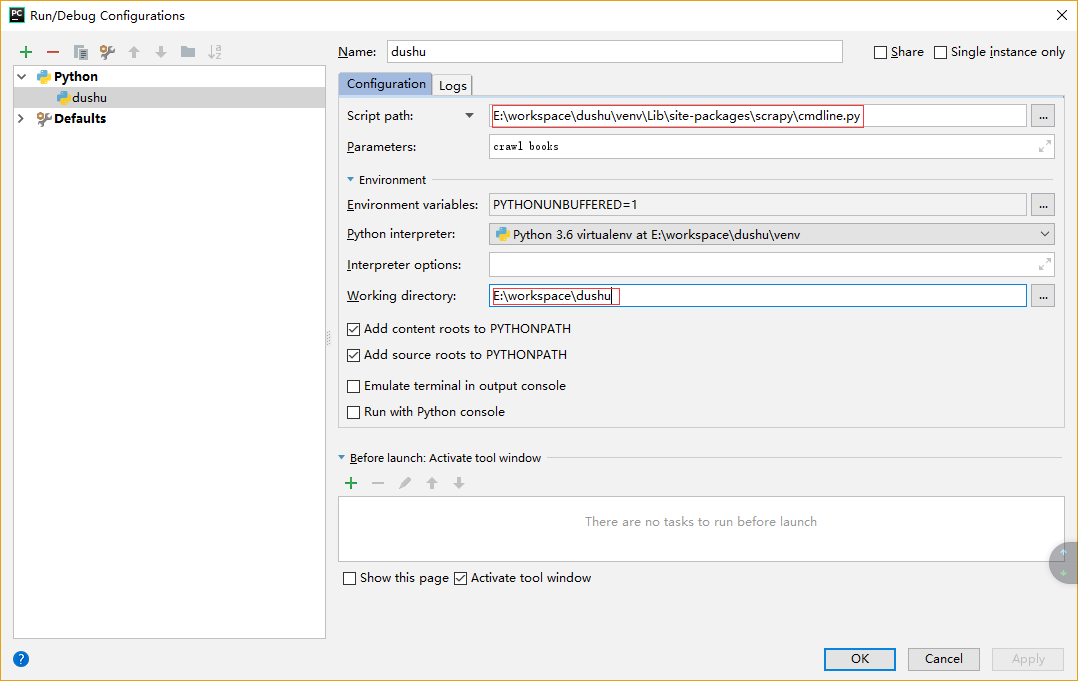 PC Run/Debug Configurations
Python
dushu
Defaults
Name: dushu Share Single instance only
Configuration Logs
Script path: E:\workspace\dushu\venv\Lib\site-packages\scrapy\cmdline.py ...
Parameters: crawl books
Environment
Environment variables: PYTHONUNBUFFERED=1 ...
Python interpreter: Python 3.6 virtualenv at E:\workspace\dushu\venv
Interpreter options:
Working directory: E:\workspace\dushu ...
Add content roots to PYTHONPATH
Add source roots to PYTHONPATH
Emulate terminal in output console
Run with Python console
Before launch: Activate tool window
There are no tasks to run before launch
Show this page Activate tool window
? OK Cancel Apply